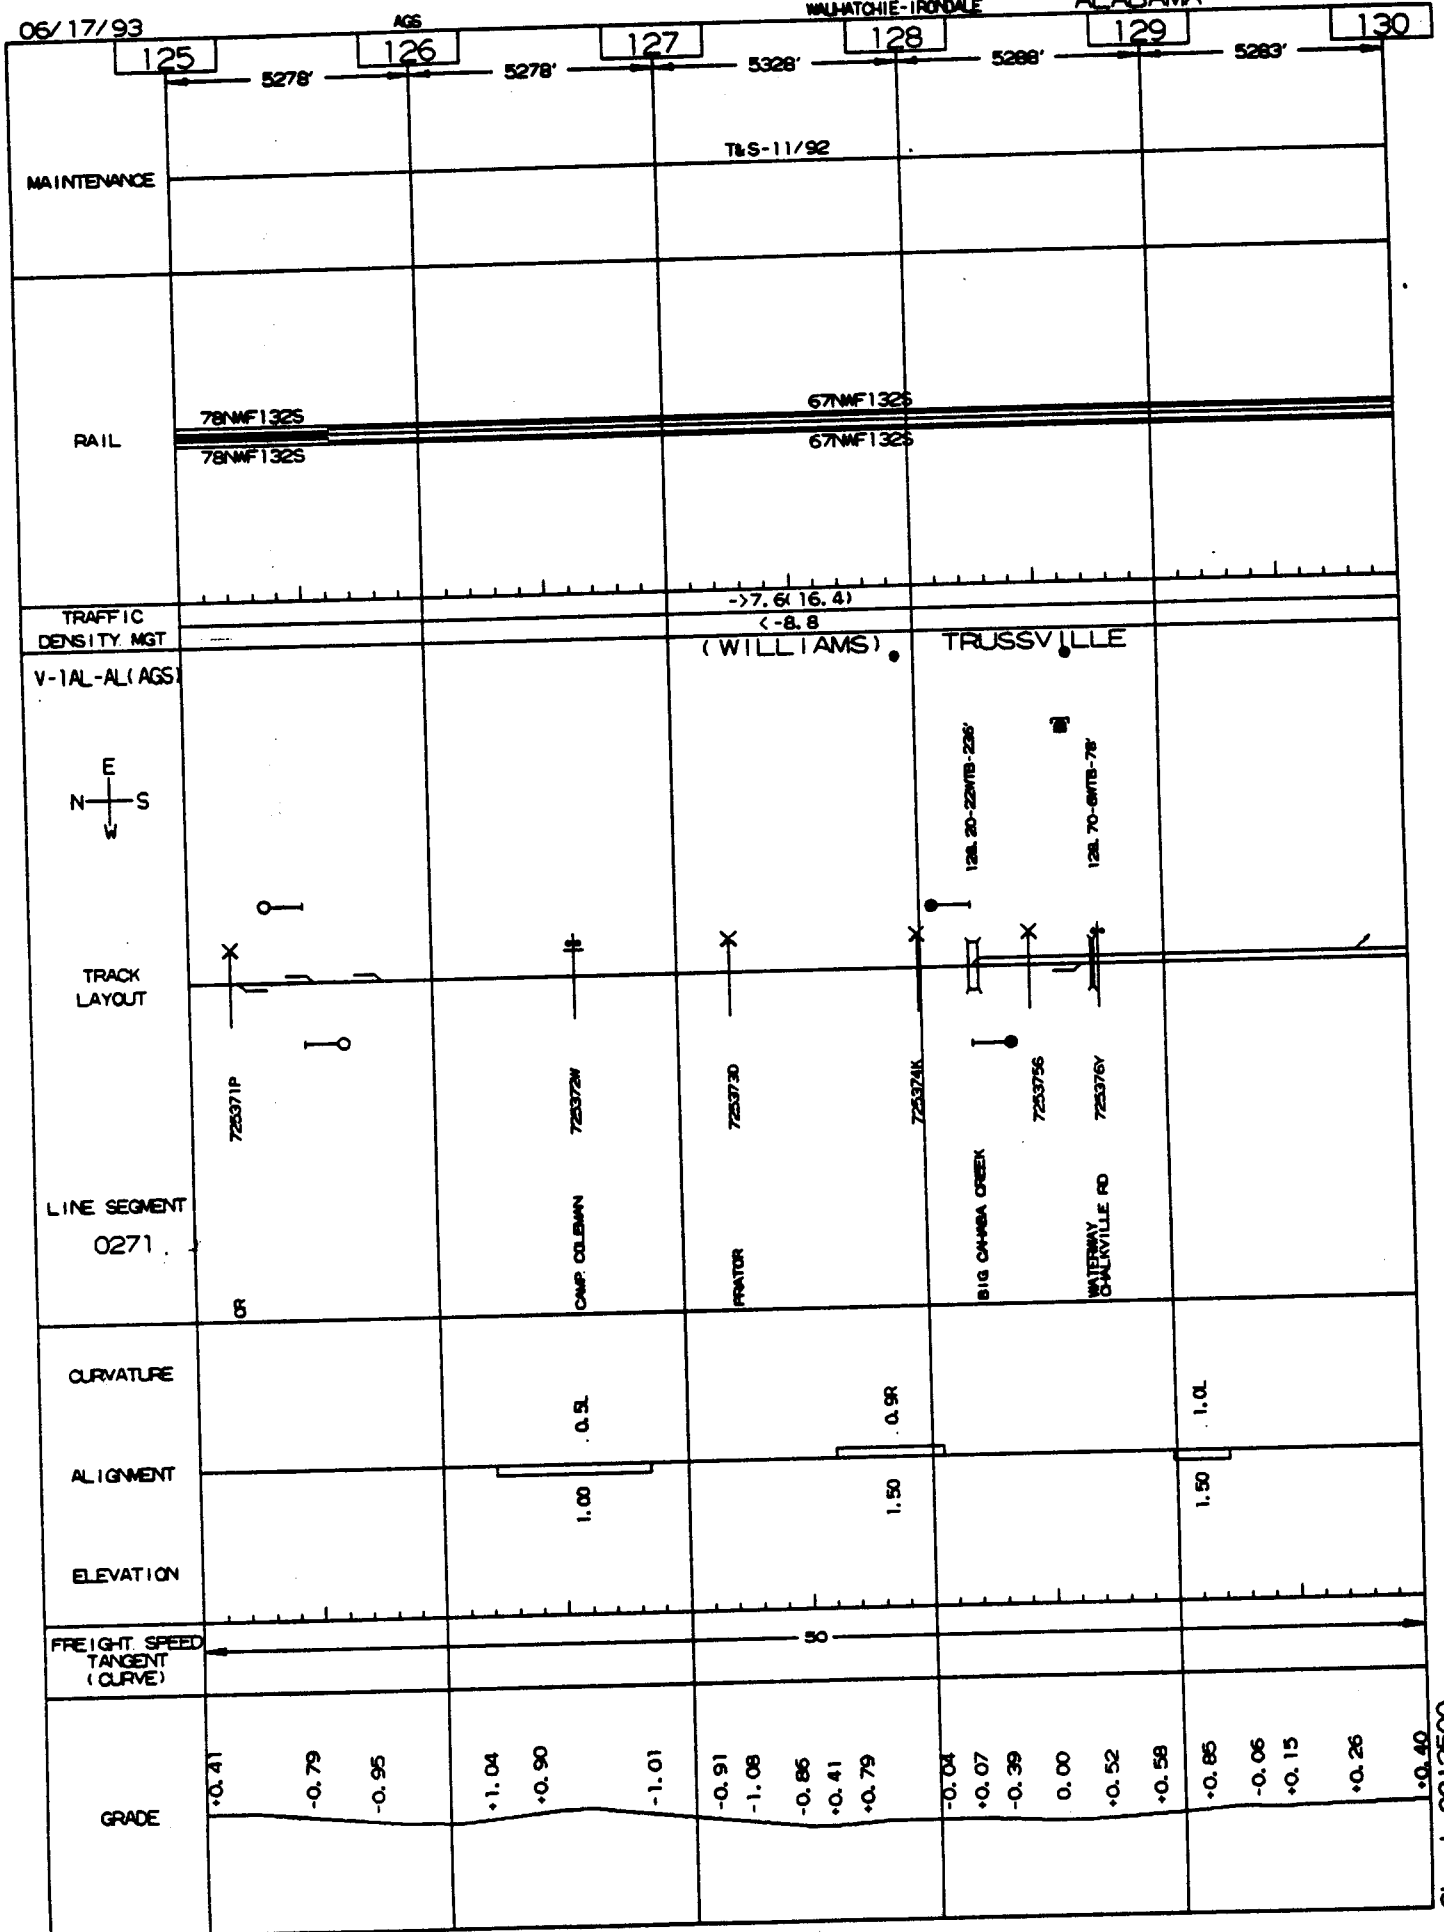 06/17/93
AGS
WAUHATCHIE-IRONDALE
ALABAMA
125 126 127 128 129 130
5278' 5278' 5328' 5288' 5283'
MAINTENANCE
T&S-11/92
RAIL
78NWF132S
67NWF132S
78NWF132S
67NWF132S
TRAFFIC
DENSITY MGT
->7.6(16.4)
<-8.8
(WILLIAMS) TRUSSVILLE
V-1AL-AL(AGS)
E
N S
W
128.20-22WTB-236'
128.70-6WTB-78'
TRACK
LAYOUT
725371P
725372W
725373D
725374K
725375G
725376Y
LINE SEGMENT
0271
CR
CAMP COLEMAN
PRATOR
BIG CAHABA CREEK
WATERWAY
CHALKVILLE RD
CURVATURE
0.5L 0.9R 1.0L
ALIGNMENT
1.00 1.50 1.50
ELEVATION
FREIGHT SPEED
TANGENT
(CURVE)
50
GRADE
+0.41 -0.79 -0.95 +1.04 +0.90 -1.01 -0.91 -1.08 -0.86 +0.41 +0.79 -0.04 +0.07 -0.39 0.00 +0.52 +0.58 +0.85 -0.06 +0.15 +0.26 +0.40